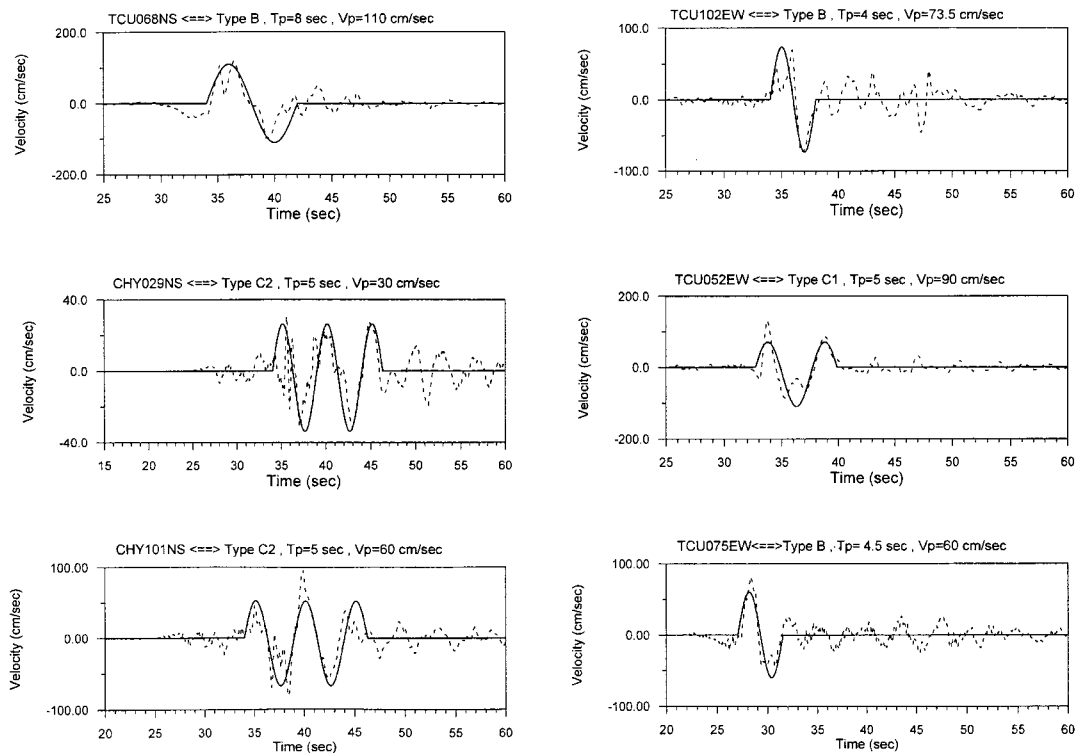 TCU068NS <==> Type B , Tp=8 sec , Vp=110 cm/sec
200.0
0.0
-200.0
Velocity (cm/sec)
25 30 35 40 45 50 55 60
Time (sec)
TCU102EW <==> Type B , Tp=4 sec , Vp=73.5 cm/sec
100.0
0.0
-100.0
Velocity (cm/sec)
25 30 35 40 45 50 55 60
Time (sec)
CHY029NS <==> Type C2 , Tp=5 sec , Vp=30 cm/sec
40.0
0.0
-40.0
Velocity (cm/sec)
15 20 25 30 35 40 45 50 55 60
Time (sec)
TCU052EW <==> Type C1 , Tp=5 sec , Vp=90 cm/sec
200.0
0.0
-200.0
Velocity (cm/sec)
25 30 35 40 45 50 55 60
Time (sec)
CHY101NS <==> Type C2 , Tp=5 sec , Vp=60 cm/sec
100.00
0.00
-100.00
Velocity (cm/sec)
20 25 30 35 40 45 50 55 60
Time (sec)
TCU075EW<==>Type B , Tp= 4.5 sec , Vp=60 cm/sec
100.00
0.00
-100.00
Velocity (cm/sec)
20 25 30 35 40 45 50 55 60
Time (sec)